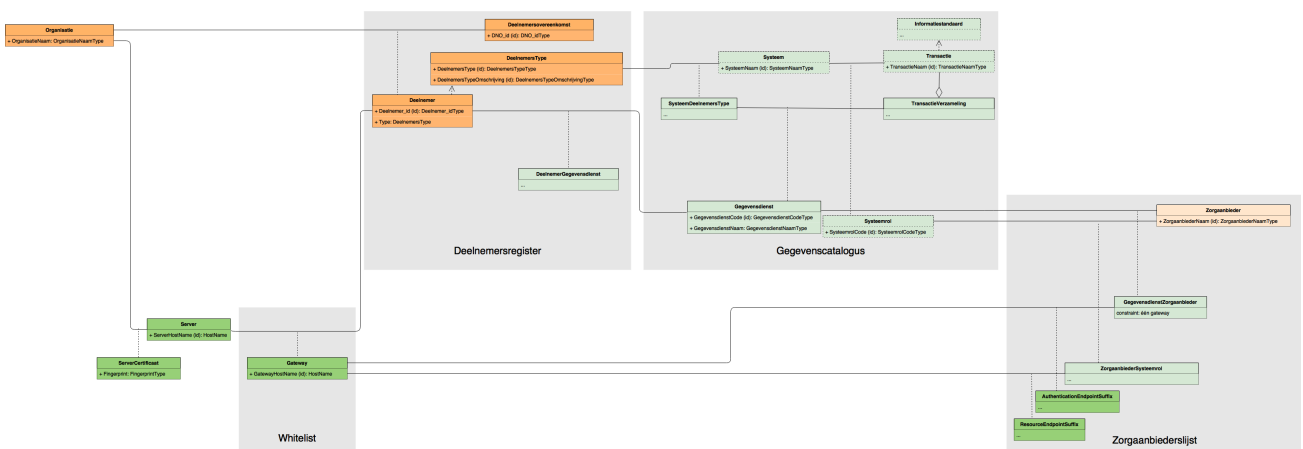 Organisatie
+ OrganisatieNaam: OrganisatieNaamType
Deelnemersovereenkomst
+ DNO_id (id): DNO_idType
DeelnemersType
+ DeelnemersType (id): DeelnemersTypeType
+ DeelnemersTypeOmschrijving (id): DeelnemersTypeOmschrijvingType
Deelnemer
+ Deelnemer_id (id): Deelnemer_idType
+ Type: DeelnemersType
DeelnemerGegevensdienst
...
Deelnemersregister
Informatiestandaard
...
Systeem
+ SysteemNaam (id): SysteemNaamType
Transactie
+ TransactieNaam (id): TransactieNaamType
SysteemDeelnemersType
...
TransactieVerzameling
...
Gegevensdienst
+ GegevensdienstCode (id): GegevensdienstCodeType
+ GegevensdienstNaam: GegevensdienstNaamType
Systeemrol
+ SysteemrolCode (id): SysteemrolCodeType
Gegevenscatalogus
Zorgaanbieder
+ ZorgaanbiederNaam (id): ZorgaanbiederNaamType
GegevensdienstZorgaanbieder
constraint: één gateway
Server
+ ServerHostName (id): HostName
ServerCertificaat
+ Fingerprint: FingerprintType
Gateway
+ GatewayHostName (id): HostName
Whitelist
ZorgaanbiederSysteemrol
...
AuthenticationEndpointSuffix
...
ResourceEndpointSuffix
...
Zorgaanbiederslijst